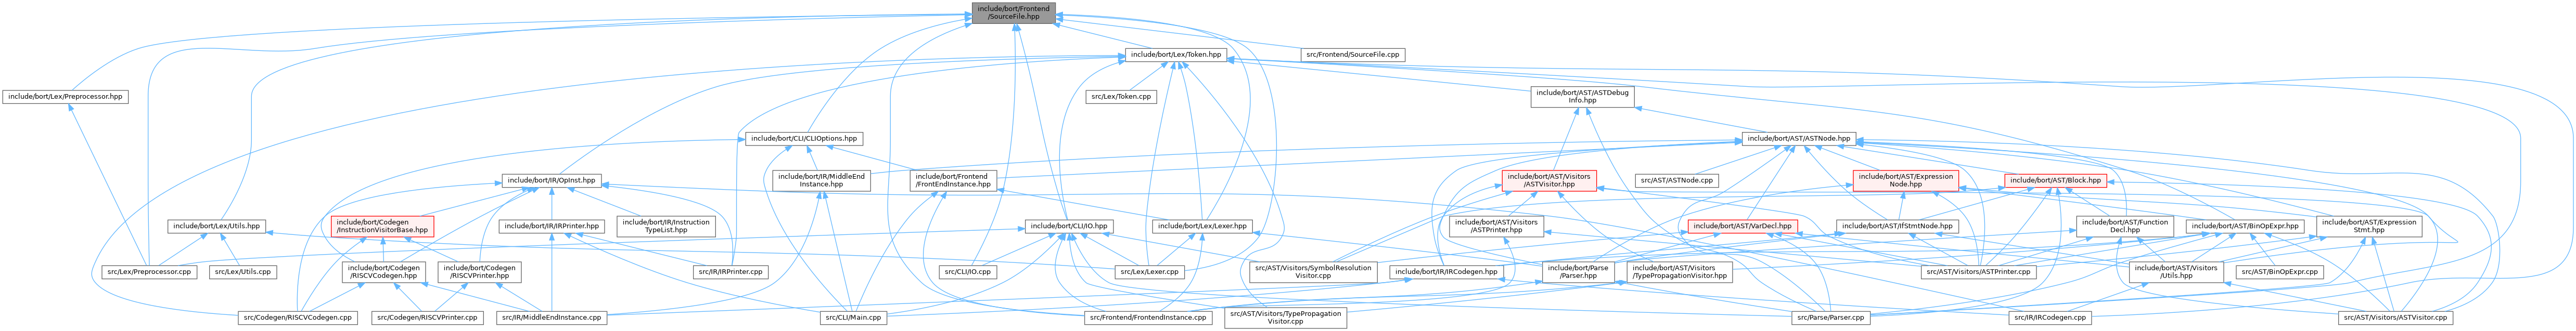 include/bort/Frontend
/SourceFile.hpp
include/bort/Lex/Token.hpp
src/Frontend/SourceFile.cpp
include/bort/Lex/Preprocessor.hpp
src/Lex/Token.cpp
include/bort/AST/ASTDebug
Info.hpp
include/bort/CLI/CLIOptions.hpp
include/bort/AST/ASTNode.hpp
include/bort/IR/OpInst.hpp
include/bort/IR/MiddleEnd
Instance.hpp
include/bort/Frontend
/FrontEndInstance.hpp
include/bort/AST/Visitors
/ASTVisitor.hpp
src/AST/ASTNode.cpp
include/bort/AST/Expression
Node.hpp
include/bort/AST/Block.hpp
include/bort/Lex/Utils.hpp
include/bort/Codegen
/InstructionVisitorBase.hpp
include/bort/IR/IRPrinter.hpp
include/bort/IR/Instruction
TypeList.hpp
include/bort/CLI/IO.hpp
include/bort/Lex/Lexer.hpp
include/bort/AST/Visitors
/ASTPrinter.hpp
include/bort/AST/VarDecl.hpp
include/bort/AST/IfStmtNode.hpp
include/bort/AST/Function
Decl.hpp
include/bort/AST/BinOpExpr.hpp
include/bort/AST/Expression
Stmt.hpp
src/Lex/Preprocessor.cpp
src/Lex/Utils.cpp
include/bort/Codegen
/RISCVCodegen.hpp
include/bort/Codegen
/RISCVPrinter.hpp
src/IR/IRPrinter.cpp
src/CLI/IO.cpp
src/Lex/Lexer.cpp
src/AST/Visitors/SymbolResolution
Visitor.cpp
include/bort/IR/IRCodegen.hpp
include/bort/Parse
/Parser.hpp
include/bort/AST/Visitors
/TypePropagationVisitor.hpp
src/AST/Visitors/ASTPrinter.cpp
include/bort/AST/Visitors
/Utils.hpp
src/AST/BinOpExpr.cpp
src/Codegen/RISCVCodegen.cpp
src/Codegen/RISCVPrinter.cpp
src/IR/MiddleEndInstance.cpp
src/CLI/Main.cpp
src/Frontend/FrontendInstance.cpp
src/AST/Visitors/TypePropagation
Visitor.cpp
src/Parse/Parser.cpp
src/IR/IRCodegen.cpp
src/AST/Visitors/ASTVisitor.cpp